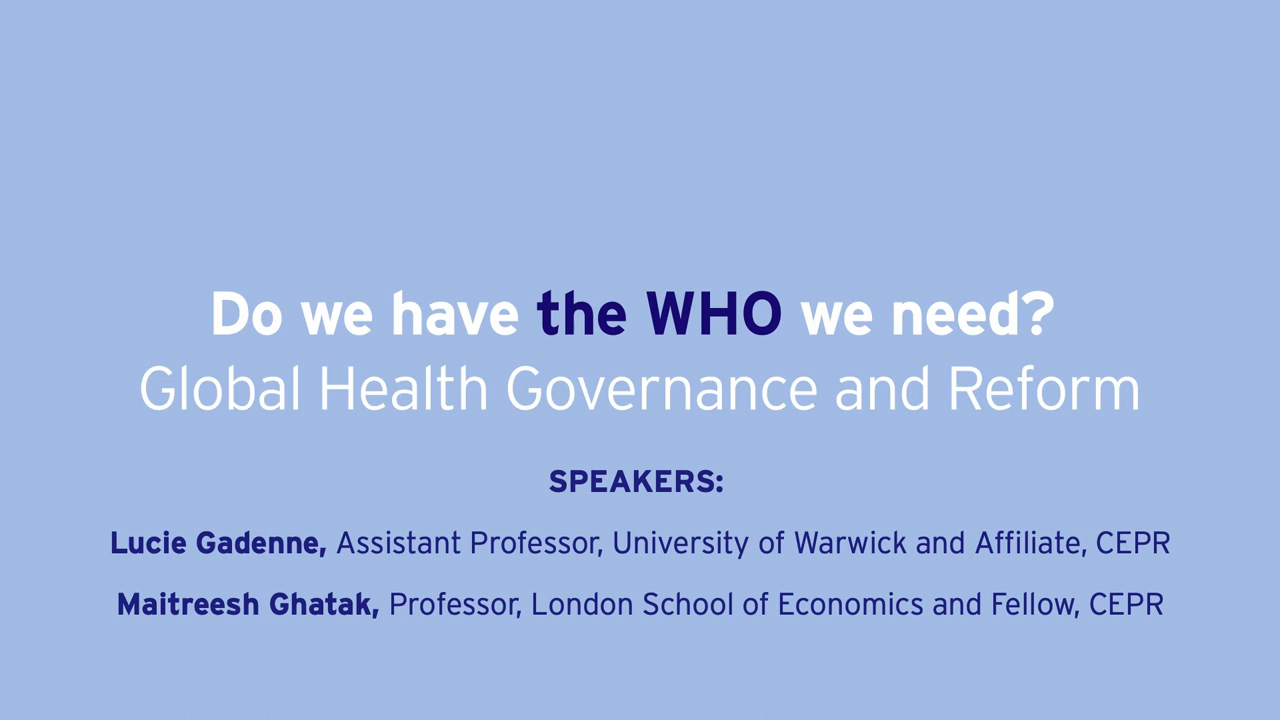 Do we have the WHO we need?
Global Health Governance and Reform
SPEAKERS:
Lucie Gadenne, Assistant Professor, University of Warwick and Affiliate, CEPR
Maitreesh Ghatak, Professor, London School of Economics and Fellow, CEPR